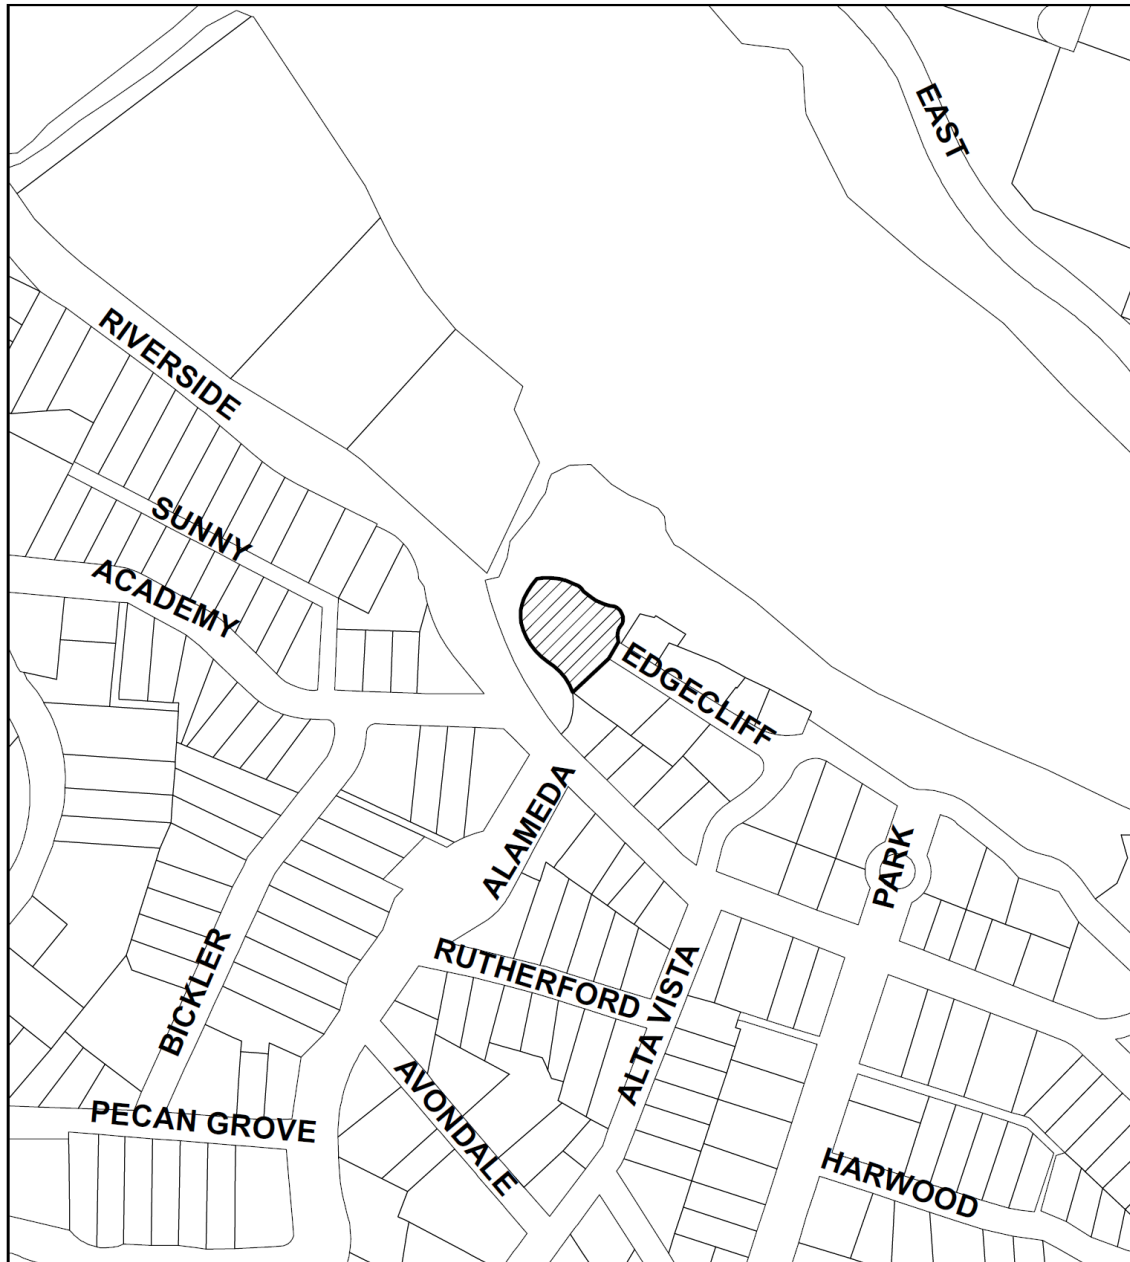 EAST
RIVERSIDE
SUNNY
ACADEMY
EDGECLIFF
ALAMEDA
PARK
RUTHERFORD
BICKLER
ALTA VISTA
AVONDALE
PECAN GROVE
HARWOOD